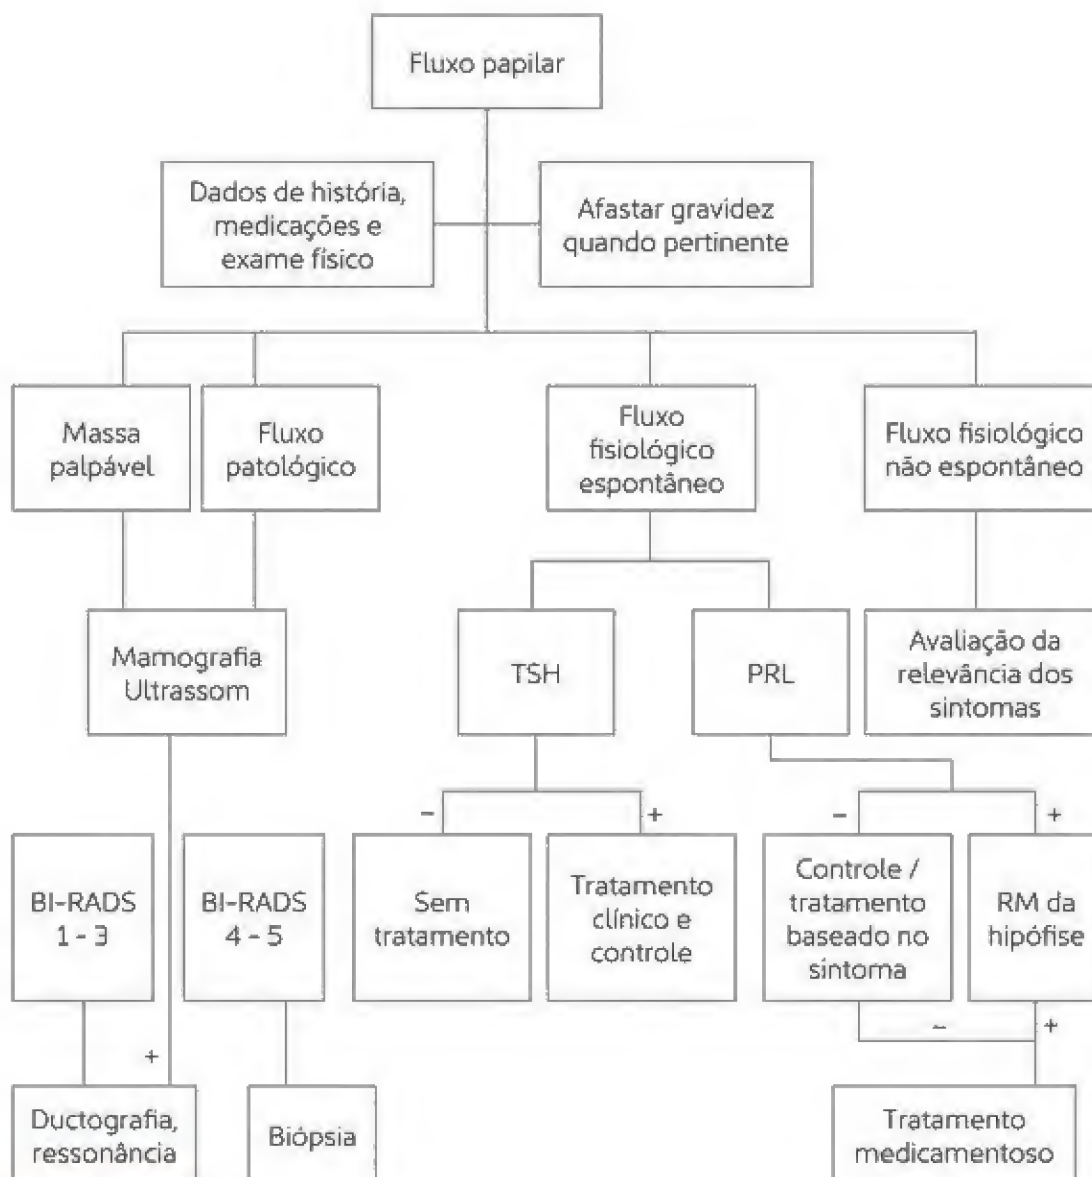 Fluxo papilar
Dados de história,
medicações e
exame físico
Afastar gravidez
quando pertinente
Massa
palpável
Fluxo
patológico
Fluxo
fisiológico
espontâneo
Fluxo fisiológico
não espontâneo
Mamografia
Ultrassom
TSH
PRL
Avaliação da
relevância dos
sintomas
–
+
–
+
BI-RADS
1 - 3
BI-RADS
4 - 5
Sem
tratamento
Tratamento
clínico e
controle
Controle /
tratamento
baseado no
sintoma
RM da
hipófise
+
–
+
Ductografia,
ressonância
Biópsia
Tratamento
medicamentoso